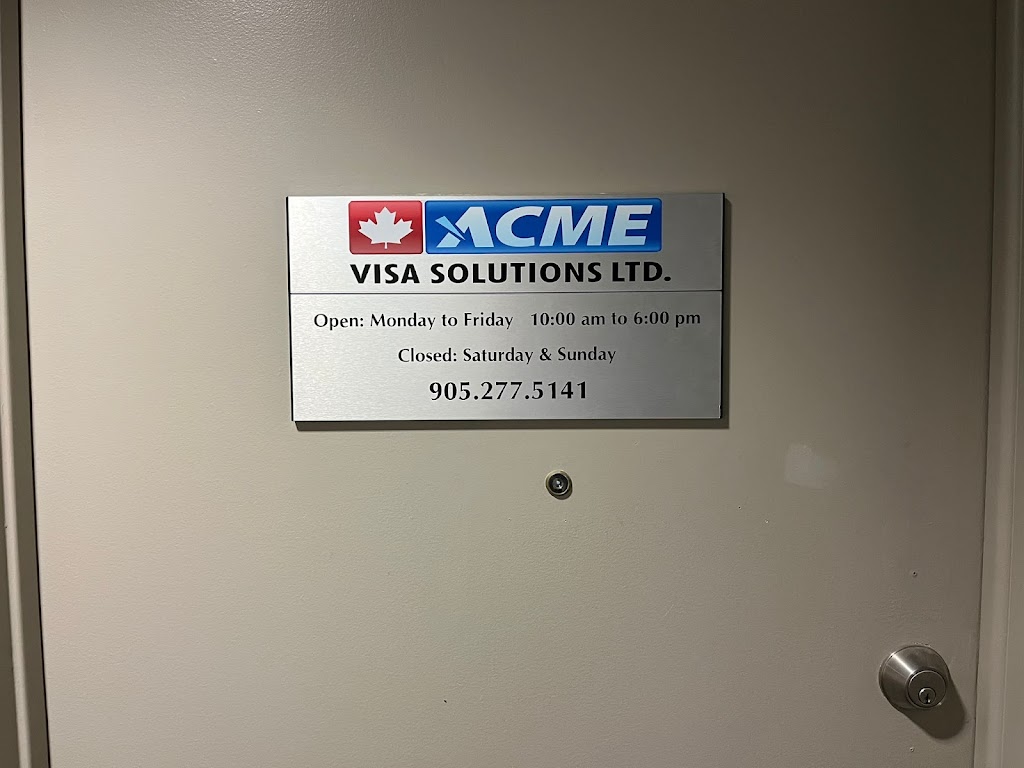 ACME
VISA SOLUTIONS LTD.
Open: Monday to Friday 10:00 am to 6:00 pm
Closed: Saturday & Sunday
905.277.5141